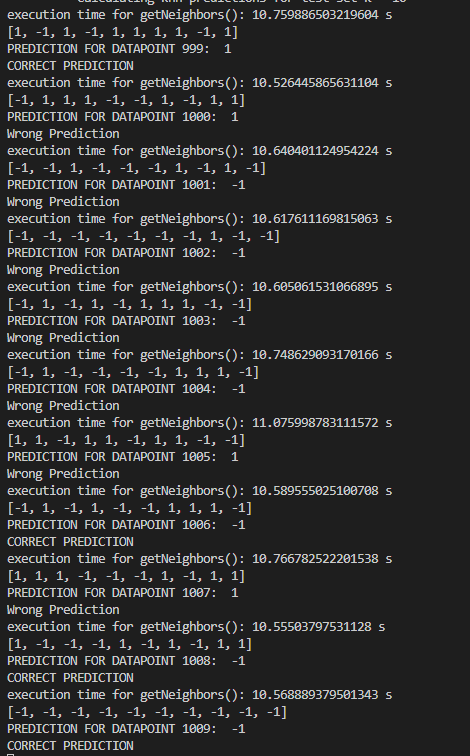 execution time for getNeighbors(): 10.759886503219604 s
[1, -1, 1, -1, 1, 1, 1, 1, -1, 1]
PREDICTION FOR DATAPOINT 999:  1
CORRECT PREDICTION
execution time for getNeighbors(): 10.526445865631104 s
[-1, 1, 1, 1, -1, -1, 1, -1, 1, 1]
PREDICTION FOR DATAPOINT 1000:  1
Wrong Prediction
execution time for getNeighbors(): 10.640401124954224 s
[-1, -1, 1, -1, -1, -1, 1, -1, 1, -1]
PREDICTION FOR DATAPOINT 1001:  -1
Wrong Prediction
execution time for getNeighbors(): 10.617611169815063 s
[-1, -1, -1, -1, -1, -1, -1, 1, -1, -1]
PREDICTION FOR DATAPOINT 1002:  -1
Wrong Prediction
execution time for getNeighbors(): 10.605061531066895 s
[-1, 1, -1, 1, -1, 1, 1, 1, -1, -1]
PREDICTION FOR DATAPOINT 1003:  -1
Wrong Prediction
execution time for getNeighbors(): 10.748629093170166 s
[-1, 1, -1, -1, -1, -1, 1, 1, 1, -1]
PREDICTION FOR DATAPOINT 1004:  -1
Wrong Prediction
execution time for getNeighbors(): 11.075998783111572 s
[1, 1, -1, 1, 1, -1, 1, 1, -1, -1]
PREDICTION FOR DATAPOINT 1005:  1
Wrong Prediction
execution time for getNeighbors(): 10.589555025100708 s
[-1, 1, -1, 1, -1, -1, 1, 1, 1, -1]
PREDICTION FOR DATAPOINT 1006:  -1
CORRECT PREDICTION
execution time for getNeighbors(): 10.766782522201538 s
[1, 1, 1, -1, -1, -1, 1, -1, 1, 1]
PREDICTION FOR DATAPOINT 1007:  1
Wrong Prediction
execution time for getNeighbors(): 10.55503797531128 s
[1, -1, -1, -1, 1, -1, 1, -1, 1, 1]
PREDICTION FOR DATAPOINT 1008:  -1
CORRECT PREDICTION
execution time for getNeighbors(): 10.568889379501343 s
[-1, -1, -1, -1, -1, -1, -1, -1, -1, -1]
PREDICTION FOR DATAPOINT 1009:  -1
CORRECT PREDICTION